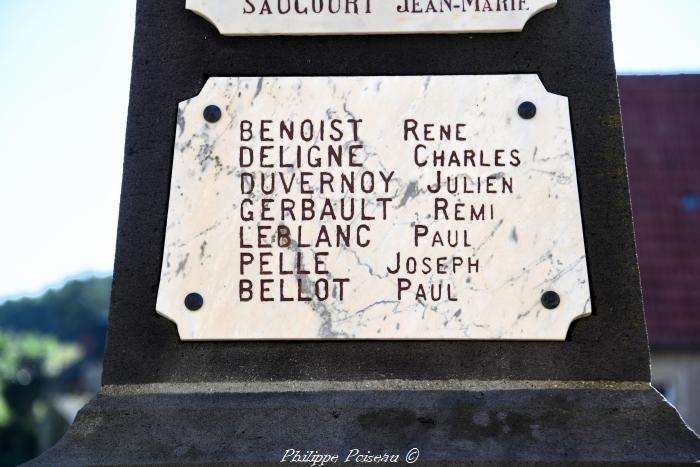 SAUCOURT JEAN-MARIE
BENOIST RENE
DELIGNE CHARLES
DUVERNOY JULIEN
GERBAULT REMI
LEBLANC PAUL
PELLE JOSEPH
BELLOT PAUL
Philippe Poiseau ©